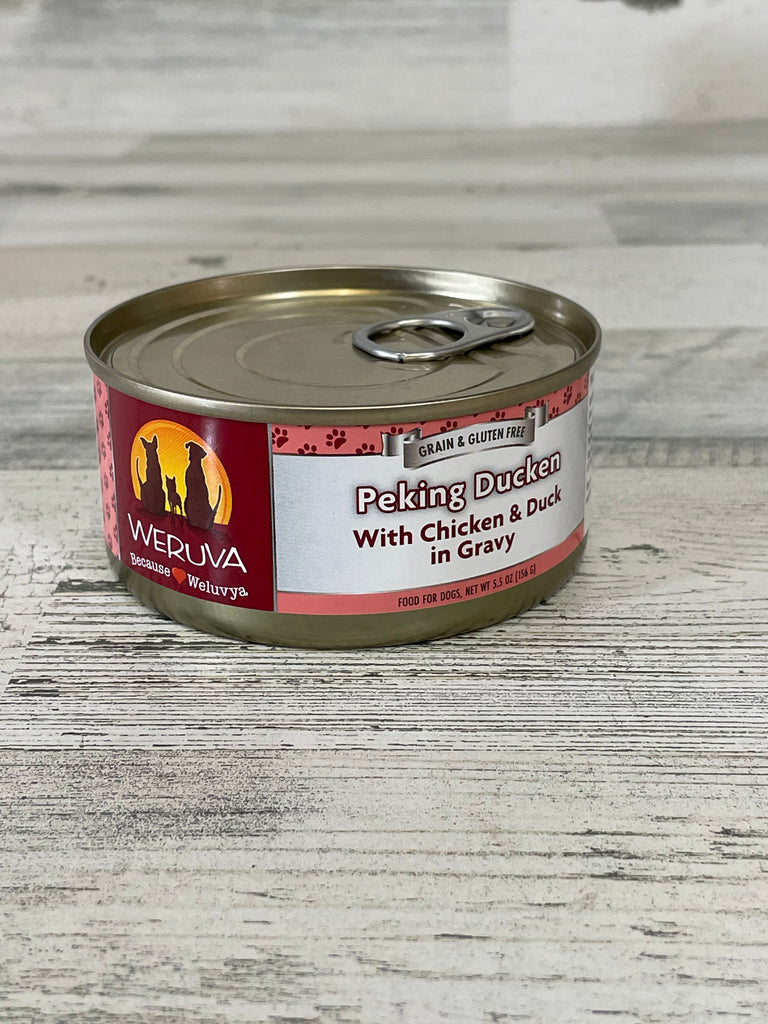 WERUVA
Because Weluvya
GRAIN & GLUTEN FREE
Peking Ducken
With Chicken & Duck
in Gravy
FOOD FOR DOGS, NET WT 5.5 OZ (156 G)